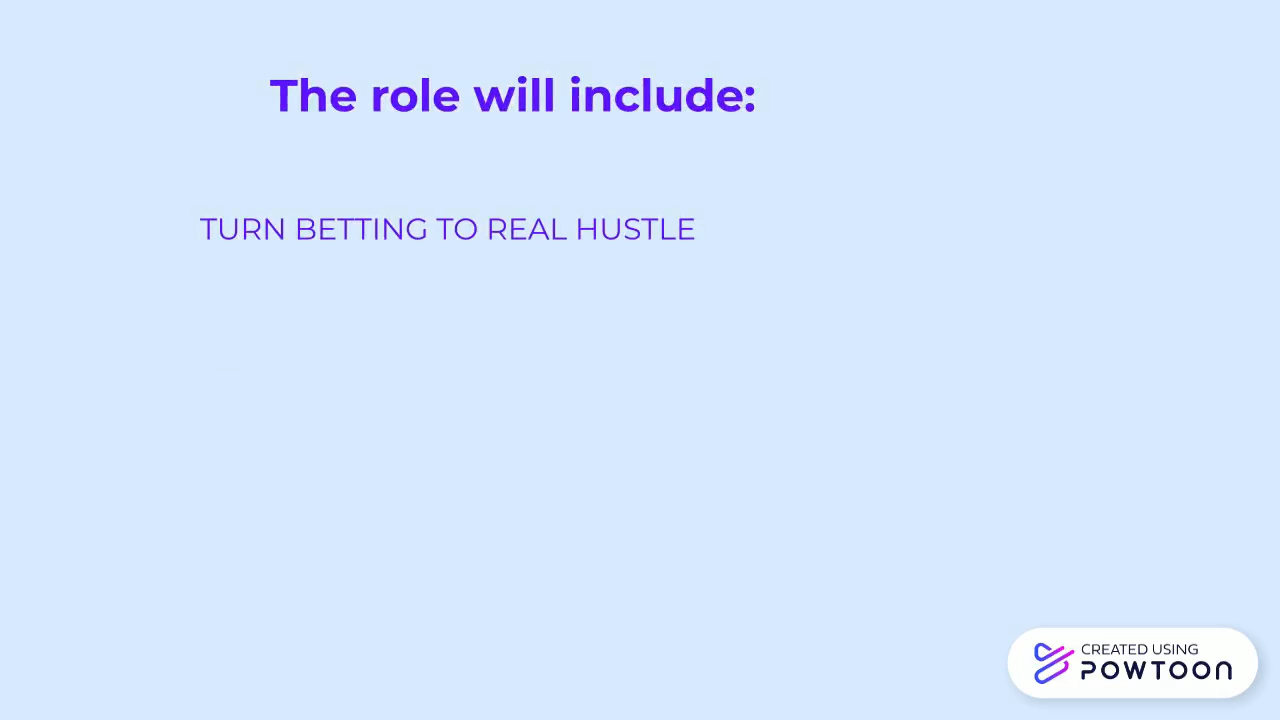 The role will include:
TURN BETTING TO REAL HUSTLE
CREATED USING
POWTOON